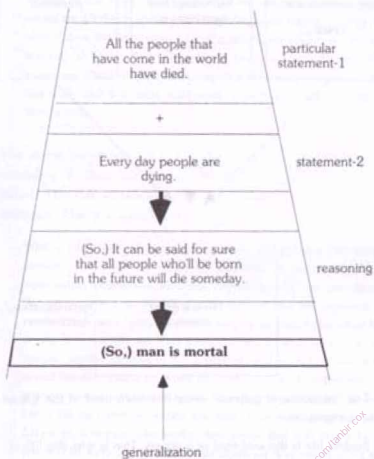 All the people that
have come in the world
have died.
particular
statement-1
+
Every day people are
dying.
statement-2
(So,) It can be said for sure
that all people who'll be born
in the future will die someday.
reasoning
(So,) man is mortal
generalization